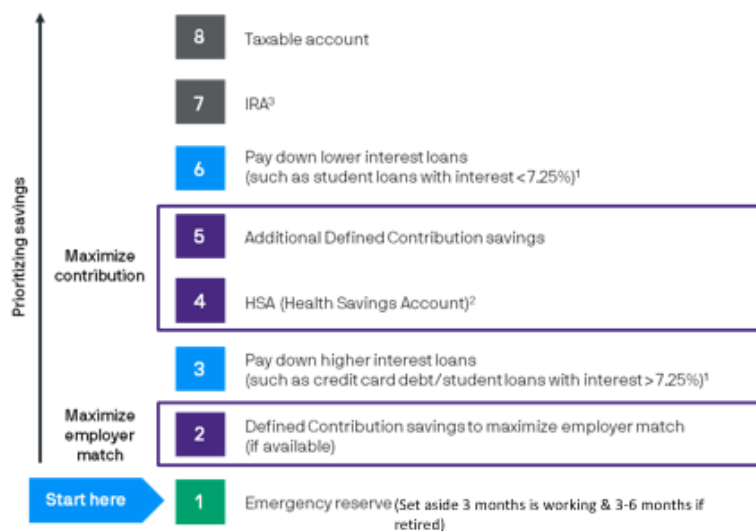 8 Taxable account
7 IRA³
6 Pay down lower interest loans
(such as student loans with interest <7.25%)¹
Prioritizing savings
Maximize
contribution
5 Additional Defined Contribution savings
4 HSA (Health Savings Account)²
3 Pay down higher interest loans
(such as credit card debt/student loans with interest >7.25%)¹
Maximize
employer
match
2 Defined Contribution savings to maximize employer match
(if available)
Start here
1 Emergency reserve (Set aside 3 months is working & 3-6 months if
retired)